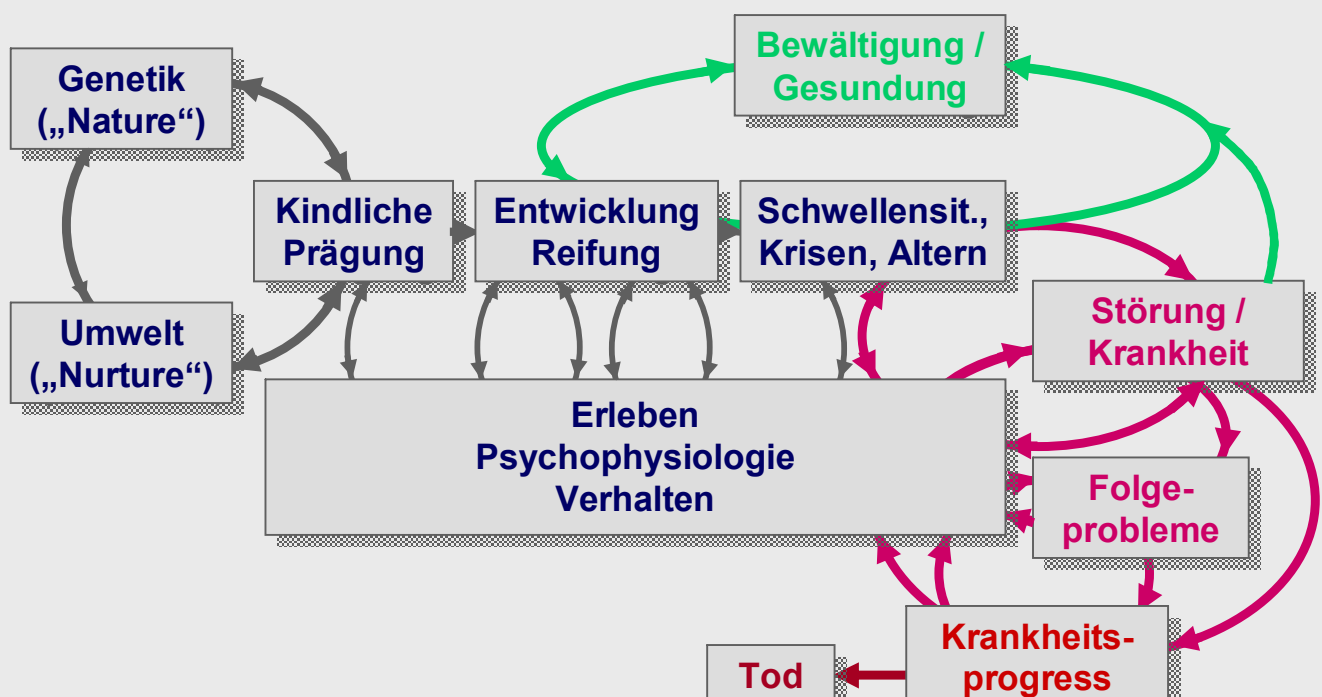 Genetik
(„Nature“)
Umwelt
(„Nurture“)
Kindliche
Prägung
Entwicklung
Reifung
Schwellensit.,
Krisen, Altern
Bewältigung /
Gesundung
Störung /
Krankheit
Erleben
Psychophysiologie
Verhalten
Folge-
probleme
Krankheits-
progress
Tod